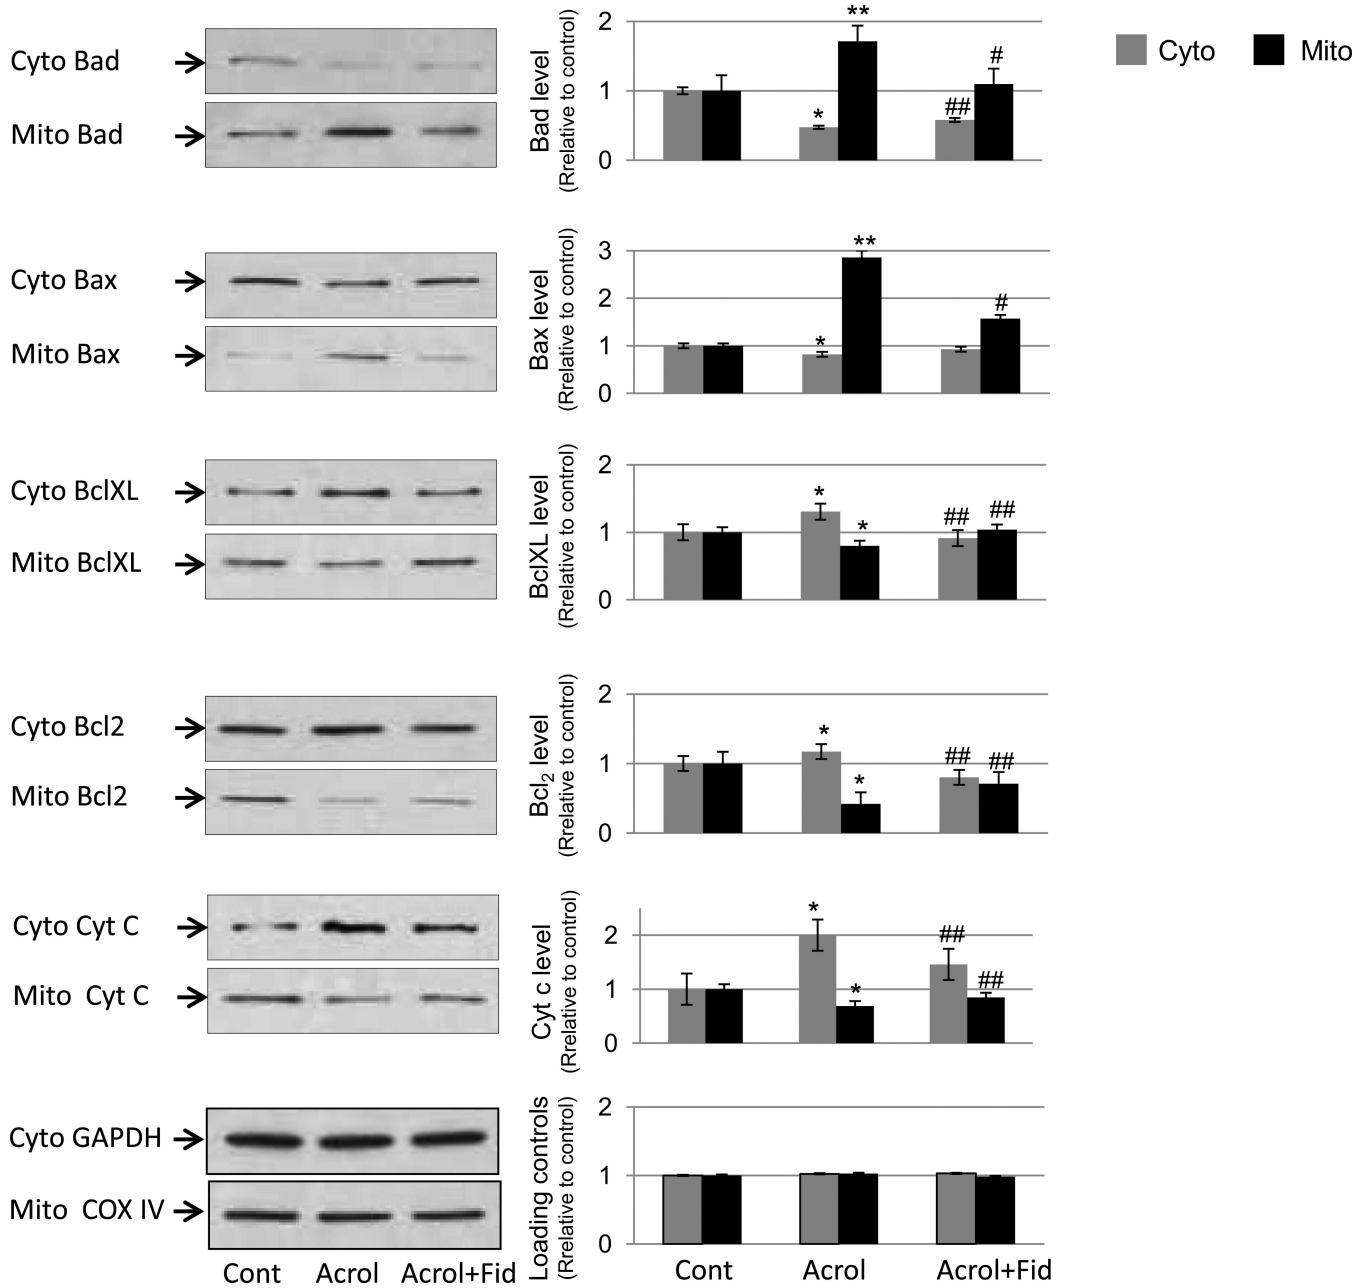 Cyto Bad
Mito Bad
Bad level
(Rrelative to control)
2
1
0
*
**
##
#
Cyto
Mito
Cyto Bax
Mito Bax
Bax level
(Rrelative to control)
3
2
1
0
*
**
#
Cyto BclXL
Mito BclXL
BclXL level
(Rrelative to control)
2
1
0
*
*
##
##
Cyto Bcl2
Mito Bcl2
Bcl2 level
(Rrelative to control)
2
1
0
*
*
##
##
Cyto Cyt C
Mito Cyt C
Cyt c level
(Rrelative to control)
2
1
0
*
*
##
##
Cyto GAPDH
Mito COX IV
Loading controls
(Rrelative to control)
2
1
0
Cont Acrol Acrol+Fid
Cont Acrol Acrol+Fid